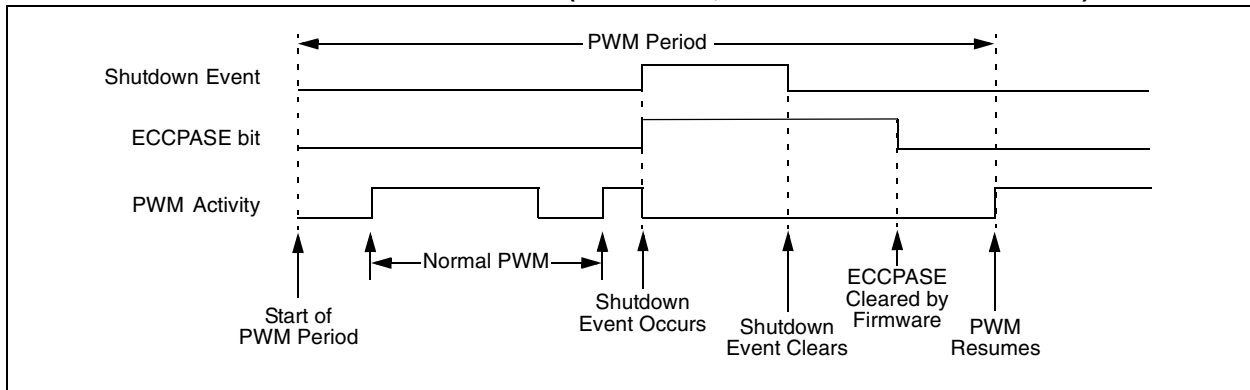 PWM Period
Shutdown Event
ECCPASE bit
PWM Activity
Normal PWM
Start of
PWM Period
Shutdown
Event Occurs
Shutdown
Event Clears
ECCPASE
Cleared by
Firmware
PWM
Resumes